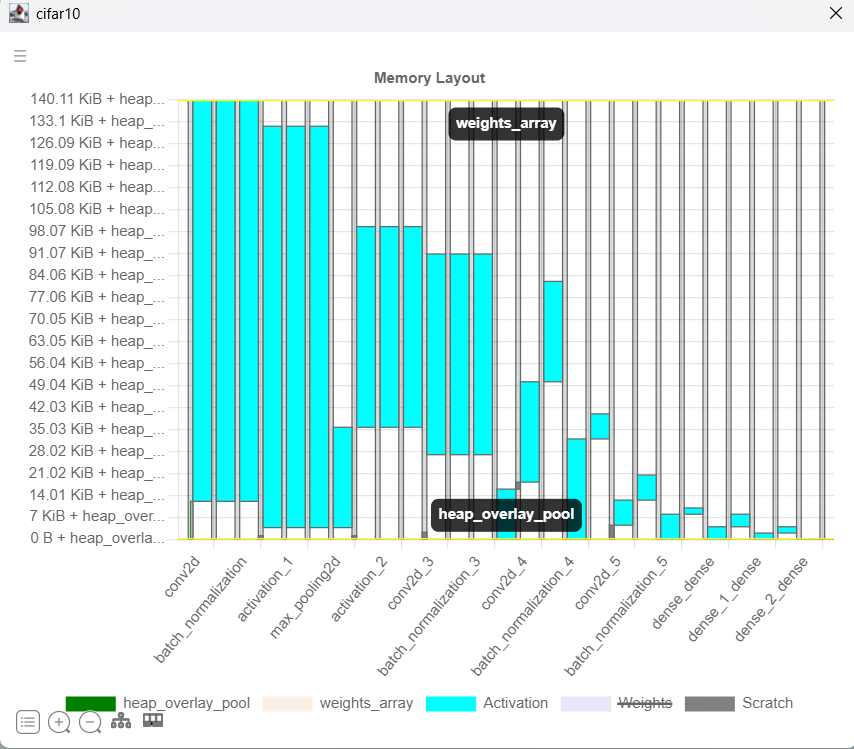 cifar10
Memory Layout
140.11 KiB + heap...
133.1 KiB + heap_...
126.09 KiB + heap...
119.09 KiB + heap...
112.08 KiB + heap...
105.08 KiB + heap...
98.07 KiB + heap_...
91.07 KiB + heap_...
84.06 KiB + heap_...
77.06 KiB + heap_...
70.05 KiB + heap_...
63.05 KiB + heap_...
56.04 KiB + heap_...
49.04 KiB + heap_...
42.03 KiB + heap_...
35.03 KiB + heap_...
28.02 KiB + heap_...
21.02 KiB + heap_...
14.01 KiB + heap_...
7 KiB + heap_over...
0 B + heap_overla...
weights_array
heap_overlay_pool
conv2d
batch_normalization
activation_1
max_pooling2d
activation_2
conv2d_3
batch_normalization_3
conv2d_4
batch_normalization_4
conv2d_5
batch_normalization_5
dense_dense
dense_1_dense
dense_2_dense
heap_overlay_pool weights_array Activation Weights Scratch